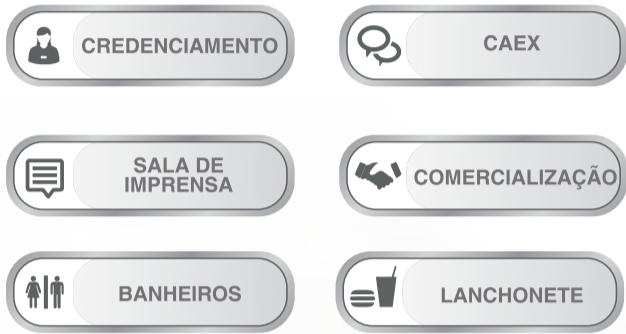 CREDENCIAMENTO
CAEX
SALA DE
IMPRENSA
COMERCIALIZAÇÃO
BANHEIROS
LANCHONETE